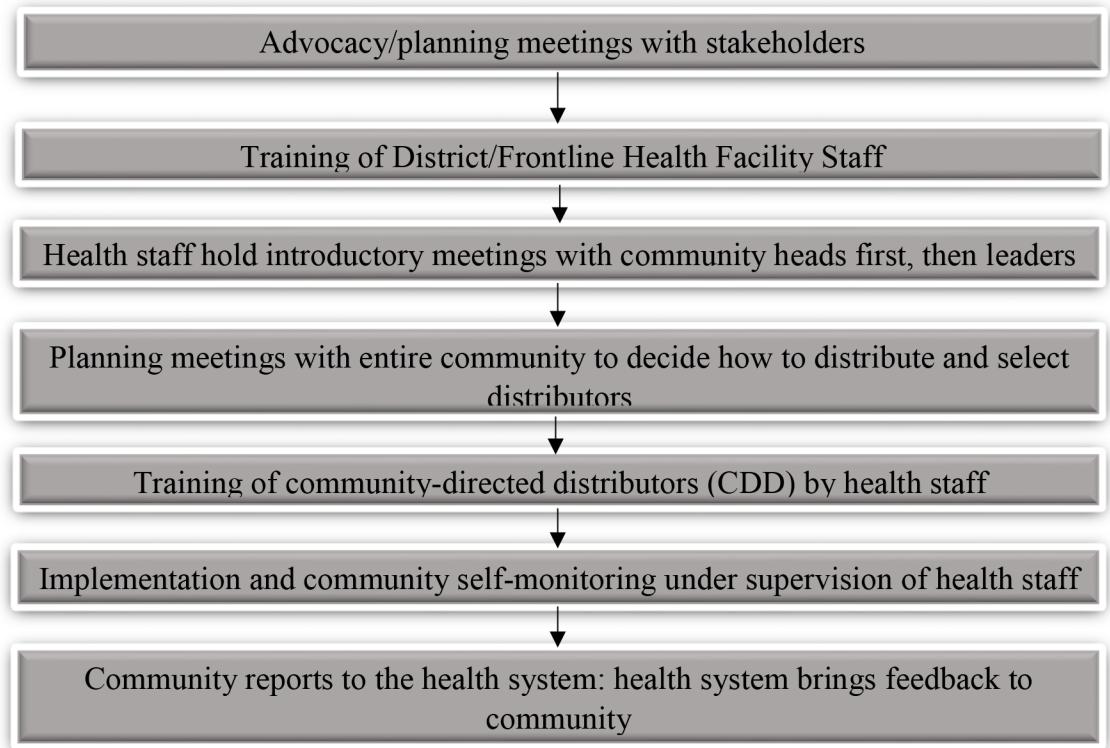 Advocacy/planning meetings with stakeholders
Training of District/Frontline Health Facility Staff
Health staff hold introductory meetings with community heads first, then leaders
Planning meetings with entire community to decide how to distribute and select
distributors
Training of community-directed distributors (CDD) by health staff
Implementation and community self-monitoring under supervision of health staff
Community reports to the health system: health system brings feedback to
community